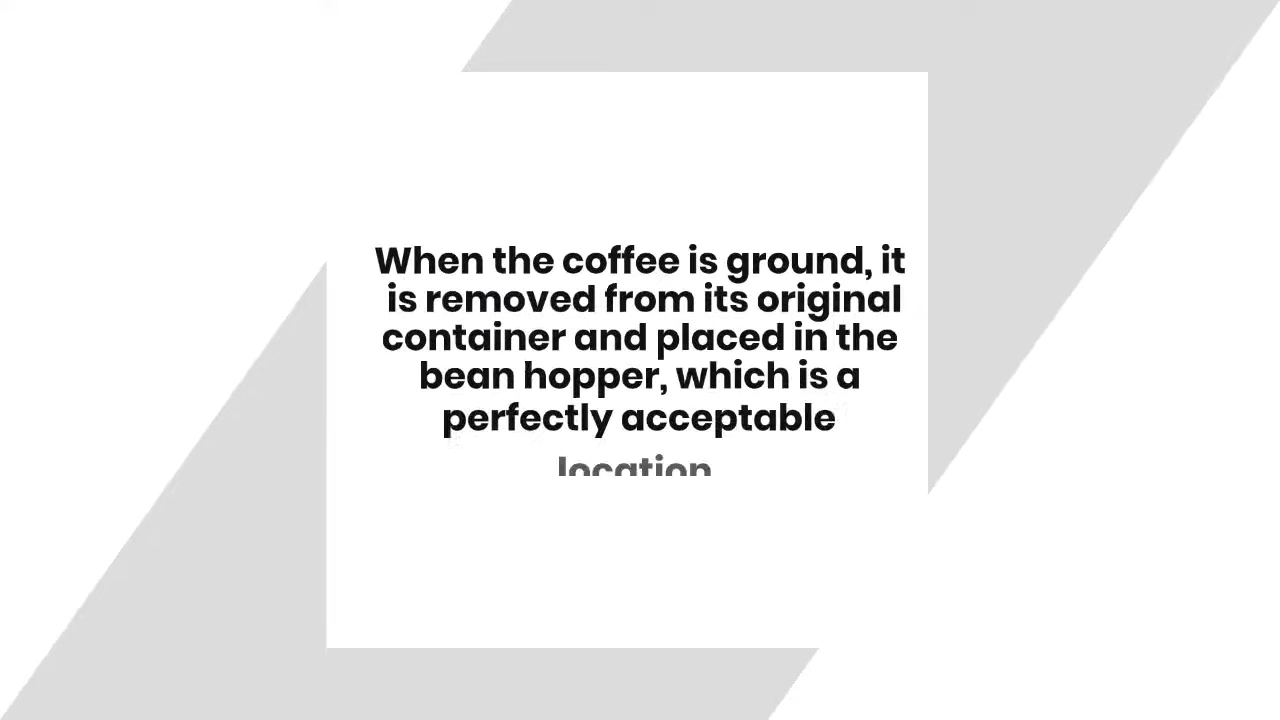 When the coffee is ground, it
is removed from its original
container and placed in the
bean hopper, which is a
perfectly acceptable
location